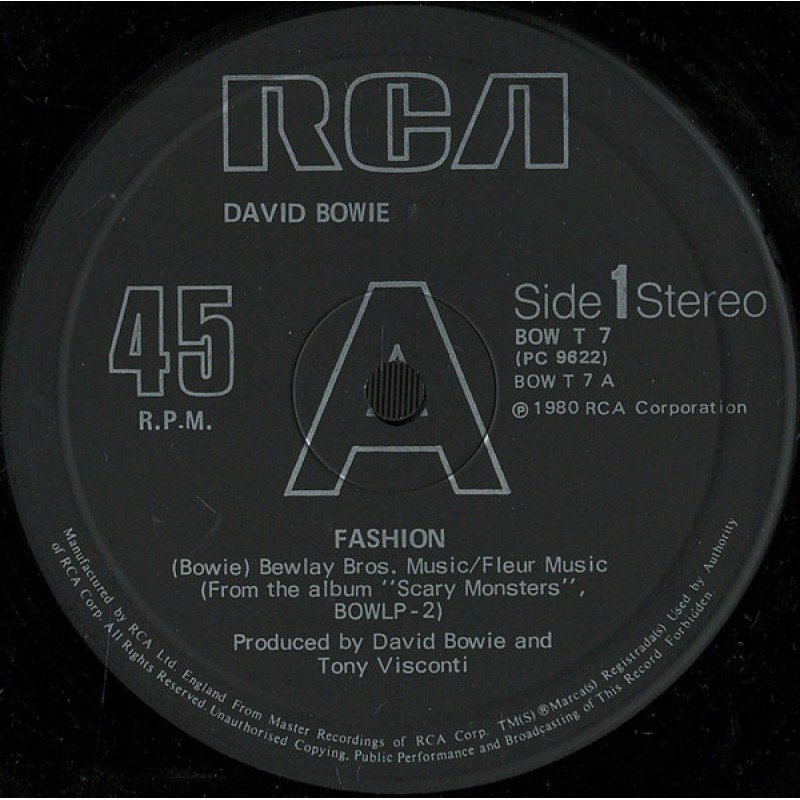 RCA
DAVID BOWIE
45
R.P.M.
A
Side 1 Stereo
BOW T 7
(PC 9622)
BOW T 7 A
℗ 1980 RCA Corporation
FASHION
(Bowie) Bewlay Bros. Music/Fleur Music
(From the album "Scary Monsters",
BOWLP-2)
Produced by David Bowie and
Tony Visconti
Manufactured by RCA Ltd. England From Master Recordings of RCA Corp. TM(S) ® Marca(s) Registrada(s) Used by Authority
of RCA Corp. All Rights Reserved. Unauthorised Copying, Public Performance and Broadcasting of This Record Forbidden.